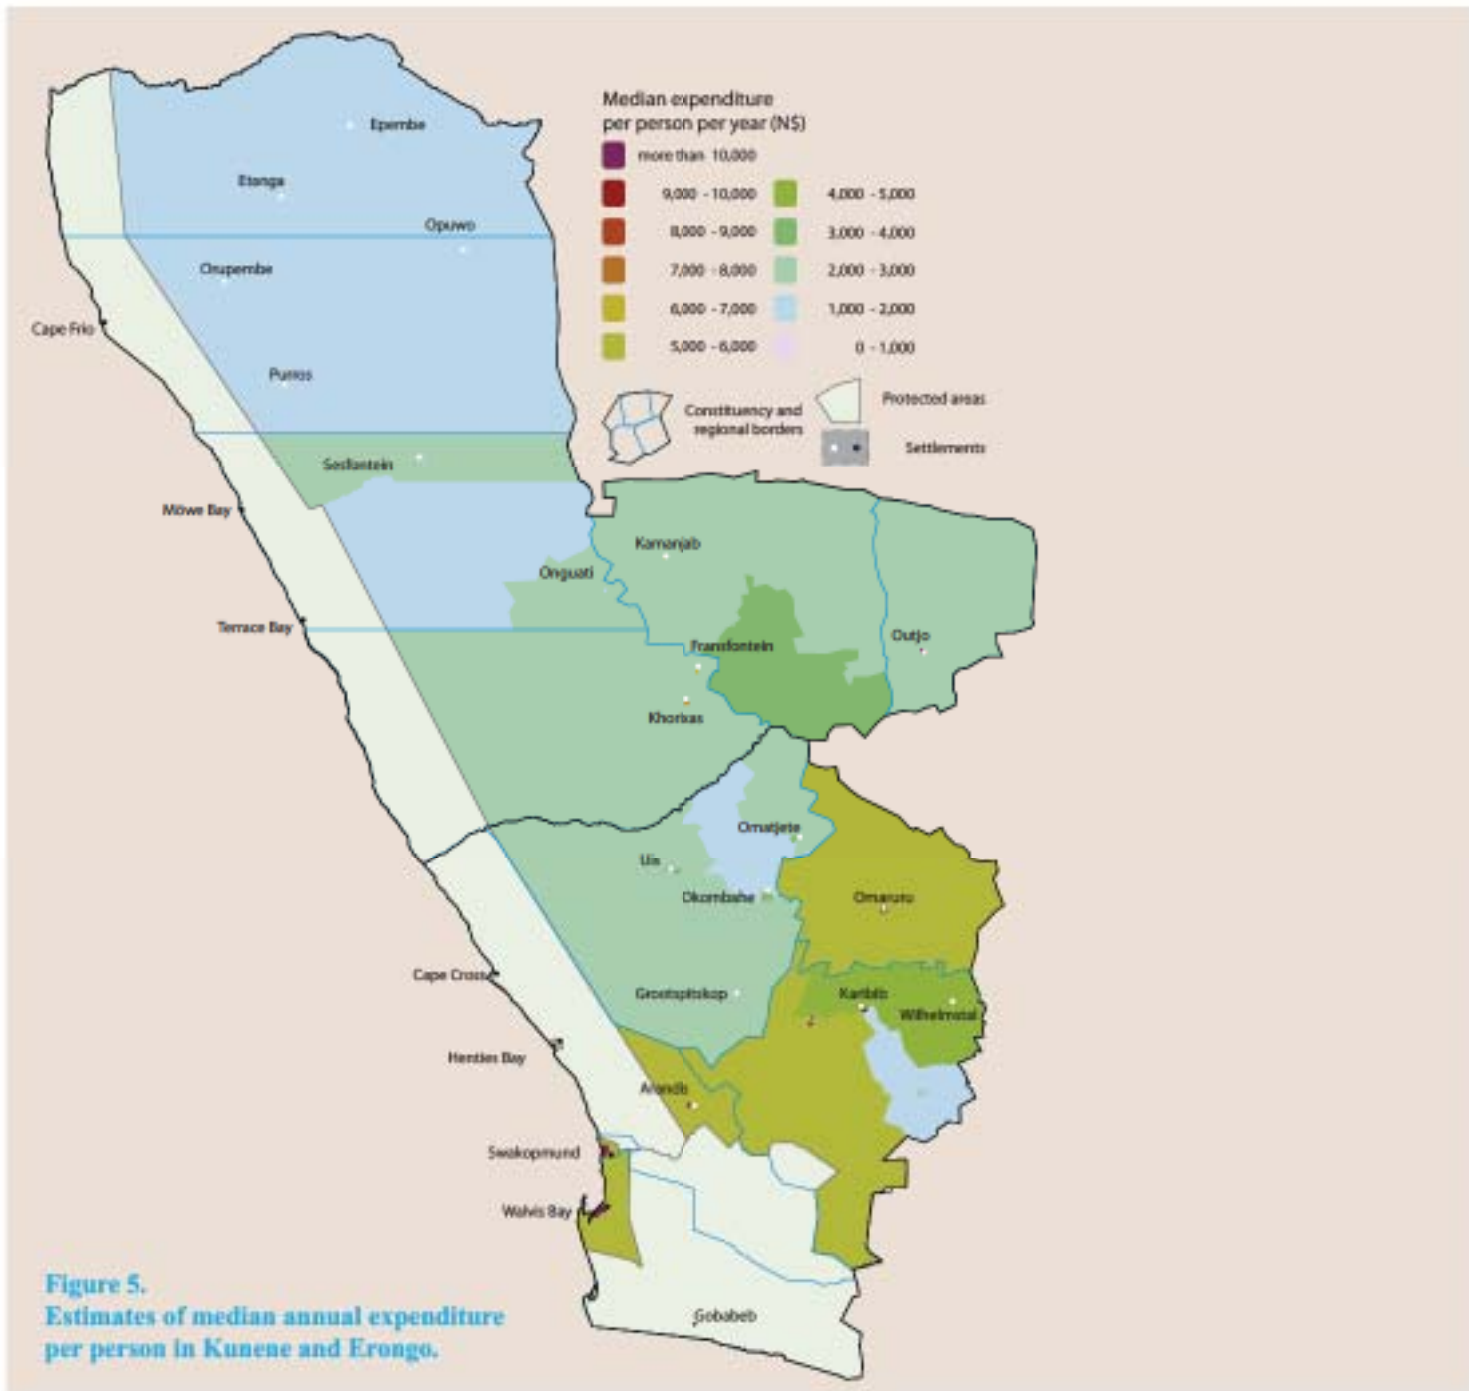 Median expenditure
per person per year (N$)
more than 10,000
9,000 - 10,000
8,000 - 9,000
7,000 - 8,000
6,000 - 7,000
5,000 - 6,000
4,000 - 5,000
3,000 - 4,000
2,000 - 3,000
1,000 - 2,000
0 - 1,000
Constituency and
regional borders
Protected areas
Settlements
Epembe
Etanga
Opuwo
Orupembe
Cape Frio
Purros
Sesfontein
Möwe Bay
Kamanjab
Onguati
Terrace Bay
Fransfontein
Outjo
Khorixas
Omatjete
Uis
Okombahe
Omaruru
Cape Cross
Grootspitskop
Karibib
Wilhelmstal
Henties Bay
Arandis
Swakopmund
Walvis Bay
Gobabeb
Figure 5.
Estimates of median annual expenditure
per person in Kunene and Erongo.